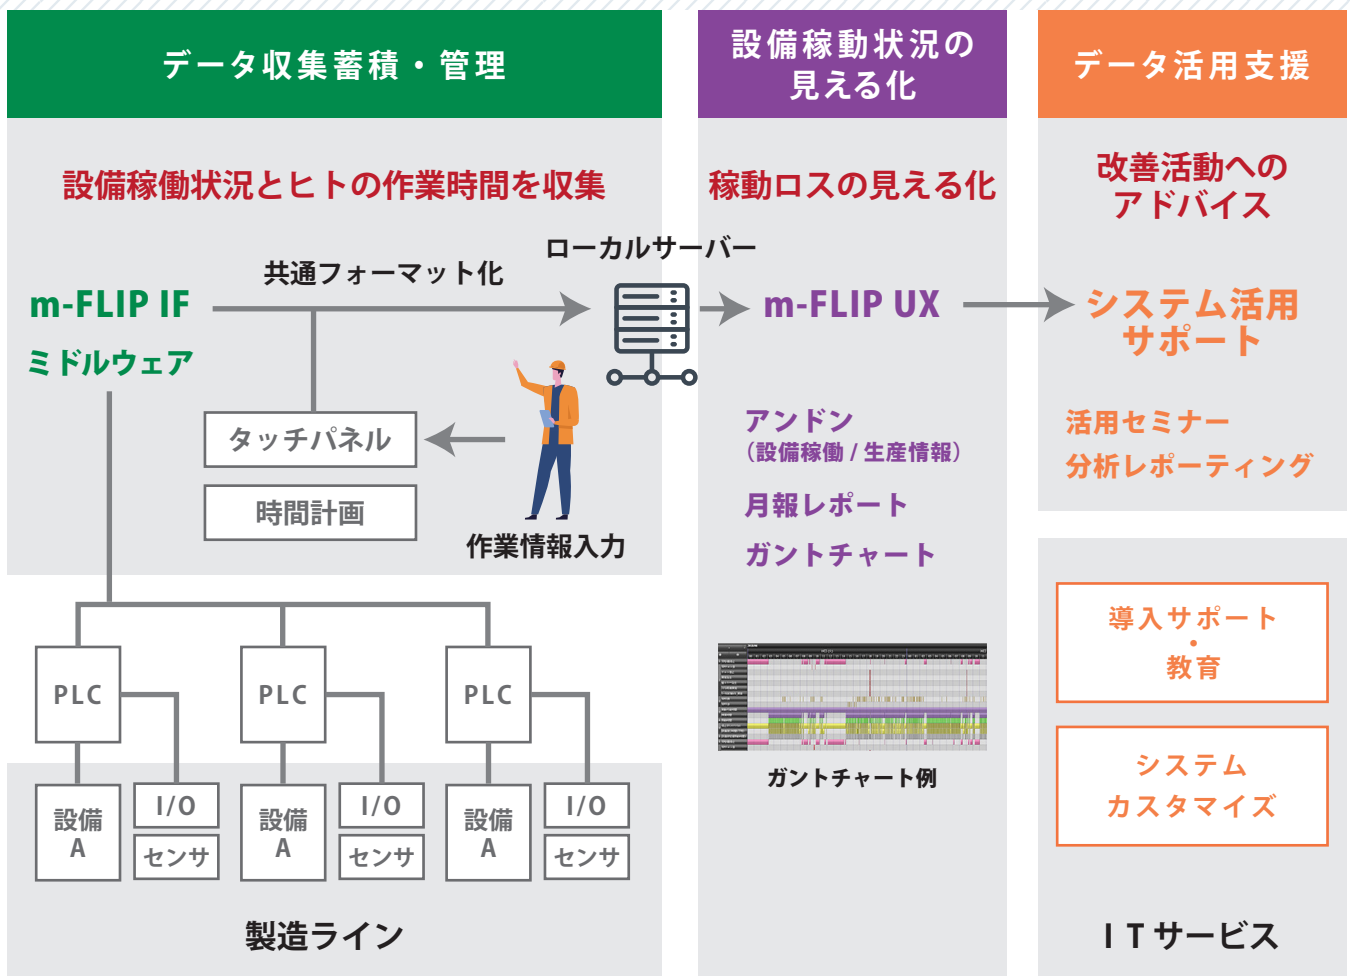 データ収集蓄積・管理
設備稼働状況とヒトの作業時間を収集
ローカルサーバー
共通フォーマット化
m-FLIP IF
ミドルウェア
タッチパネル
時間計画
作業情報入力
PLC
PLC
PLC
設備
A
I/O
センサ
設備
A
I/O
センサ
設備
A
I/O
センサ
製造ライン
設備稼動状況の
見える化
稼動ロスの見える化
m-FLIP UX
アンドン
（設備稼働 / 生産情報）
月報レポート
ガントチャート
ガントチャート例
データ活用支援
改善活動への
アドバイス
システム活用
サポート
活用セミナー
分析レポーティング
導入サポート
・
教育
システム
カスタマイズ
ITサービス